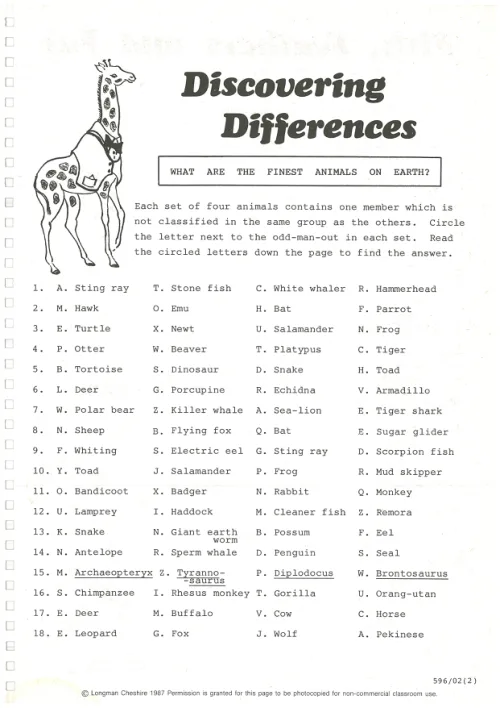 Discovering
Differences
WHAT ARE THE FINEST ANIMALS ON EARTH?
Each set of four animals contains one member which is
not classified in the same group as the others. Circle
the letter next to the odd-man-out in each set. Read
the circled letters down the page to find the answer.
1. A. Sting ray T. Stone fish C. White whaler R. Hammerhead
2. M. Hawk O. Emu H. Bat F. Parrot
3. E. Turtle X. Newt U. Salamander N. Frog
4. P. Otter W. Beaver T. Platypus C. Tiger
5. B. Tortoise S. Dinosaur D. Snake H. Toad
6. L. Deer G. Porcupine R. Echidna V. Armadillo
7. W. Polar bear Z. Killer whale A. Sea-lion E. Tiger shark
8. N. Sheep B. Flying fox Q. Bat E. Sugar glider
9. F. Whiting S. Electric eel G. Sting ray D. Scorpion fish
10. Y. Toad J. Salamander P. Frog R. Mud skipper
11. O. Bandicoot X. Badger N. Rabbit Q. Monkey
12. U. Lamprey I. Haddock M. Cleaner fish Z. Remora
13. K. Snake N. Giant earth worm B. Possum F. Eel
14. N. Antelope R. Sperm whale D. Penguin S. Seal
15. M. Archaeopteryx Z. Tyranno- -saurus P. Diplodocus W. Brontosaurus
16. S. Chimpanzee I. Rhesus monkey T. Gorilla U. Orang-utan
17. E. Deer M. Buffalo V. Cow C. Horse
18. E. Leopard G. Fox J. Wolf A. Pekinese
596/02(2)
© Longman Cheshire 1987 Permission is granted for this page to be photocopied for non-commercial classroom use.